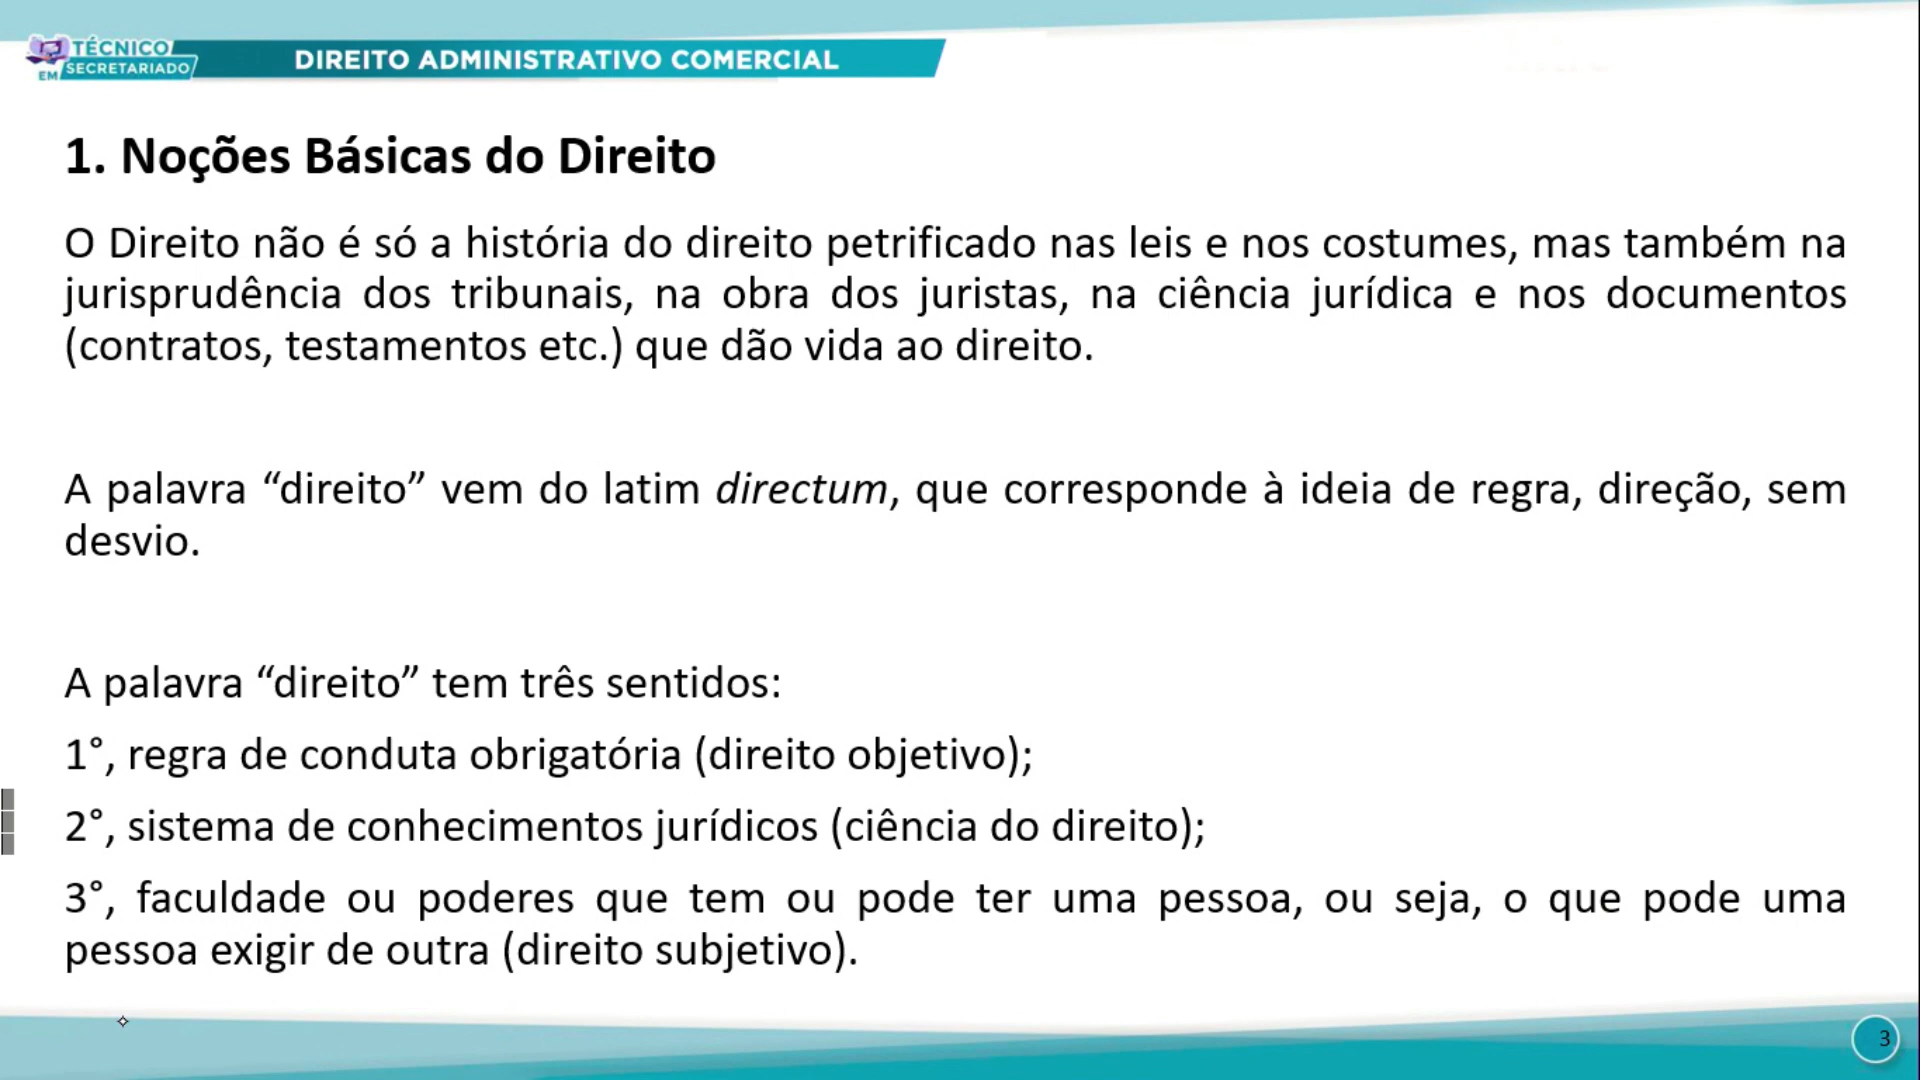 TÉCNICO
EM SECRETARIADO
DIREITO ADMINISTRATIVO COMERCIAL
1. Noções Básicas do Direito
O Direito não é só a história do direito petrificado nas leis e nos costumes, mas também na
jurisprudência dos tribunais, na obra dos juristas, na ciência jurídica e nos documentos
(contratos, testamentos etc.) que dão vida ao direito.
A palavra “direito” vem do latim directum, que corresponde à ideia de regra, direção, sem
desvio.
A palavra “direito” tem três sentidos:
1°, regra de conduta obrigatória (direito objetivo);
2°, sistema de conhecimentos jurídicos (ciência do direito);
3°, faculdade ou poderes que tem ou pode ter uma pessoa, ou seja, o que pode uma
pessoa exigir de outra (direito subjetivo).
3